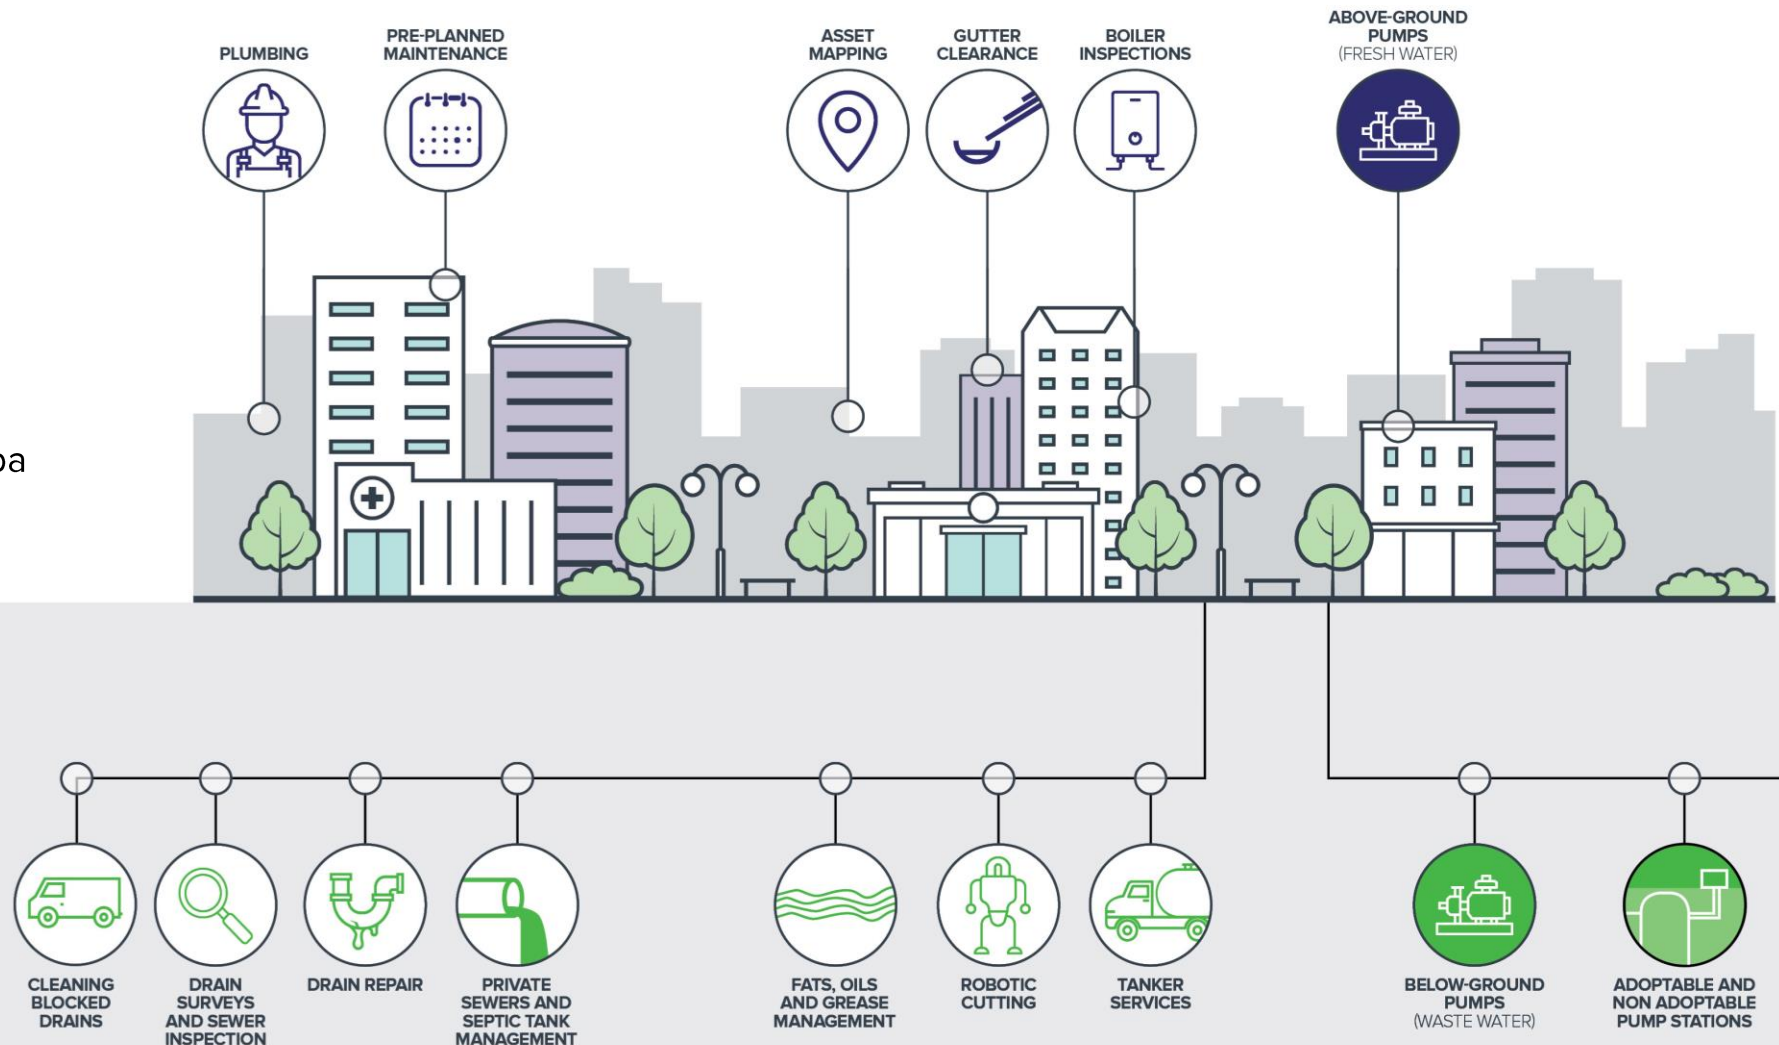 PLUMBING
PRE-PLANNED
MAINTENANCE
ASSET
MAPPING
GUTTER
CLEARANCE
BOILER
INSPECTIONS
ABOVE-GROUND
PUMPS
(FRESH WATER)
pa
CLEANING
BLOCKED
DRAINS
DRAIN
SURVEYS
AND SEWER
INSPECTION
DRAIN REPAIR
PRIVATE
SEWERS AND
SEPTIC TANK
MANAGEMENT
FATS, OILS
AND GREASE
MANAGEMENT
ROBOTIC
CUTTING
TANKER
SERVICES
BELOW-GROUND
PUMPS
(WASTE WATER)
ADOPTABLE AND
NON ADOPTABLE
PUMP STATIONS